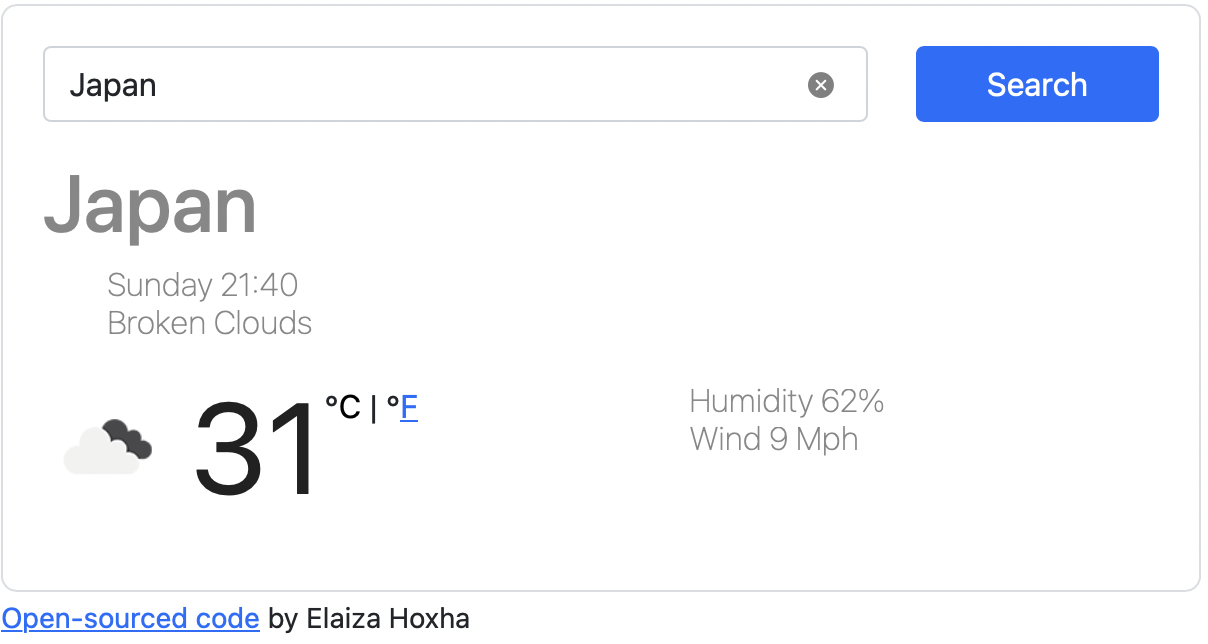 Japan
Search
Japan
Sunday 21:40
Broken Clouds
31 °C | °F
Humidity 62%
Wind 9 Mph
Open-sourced code by Elaiza Hoxha